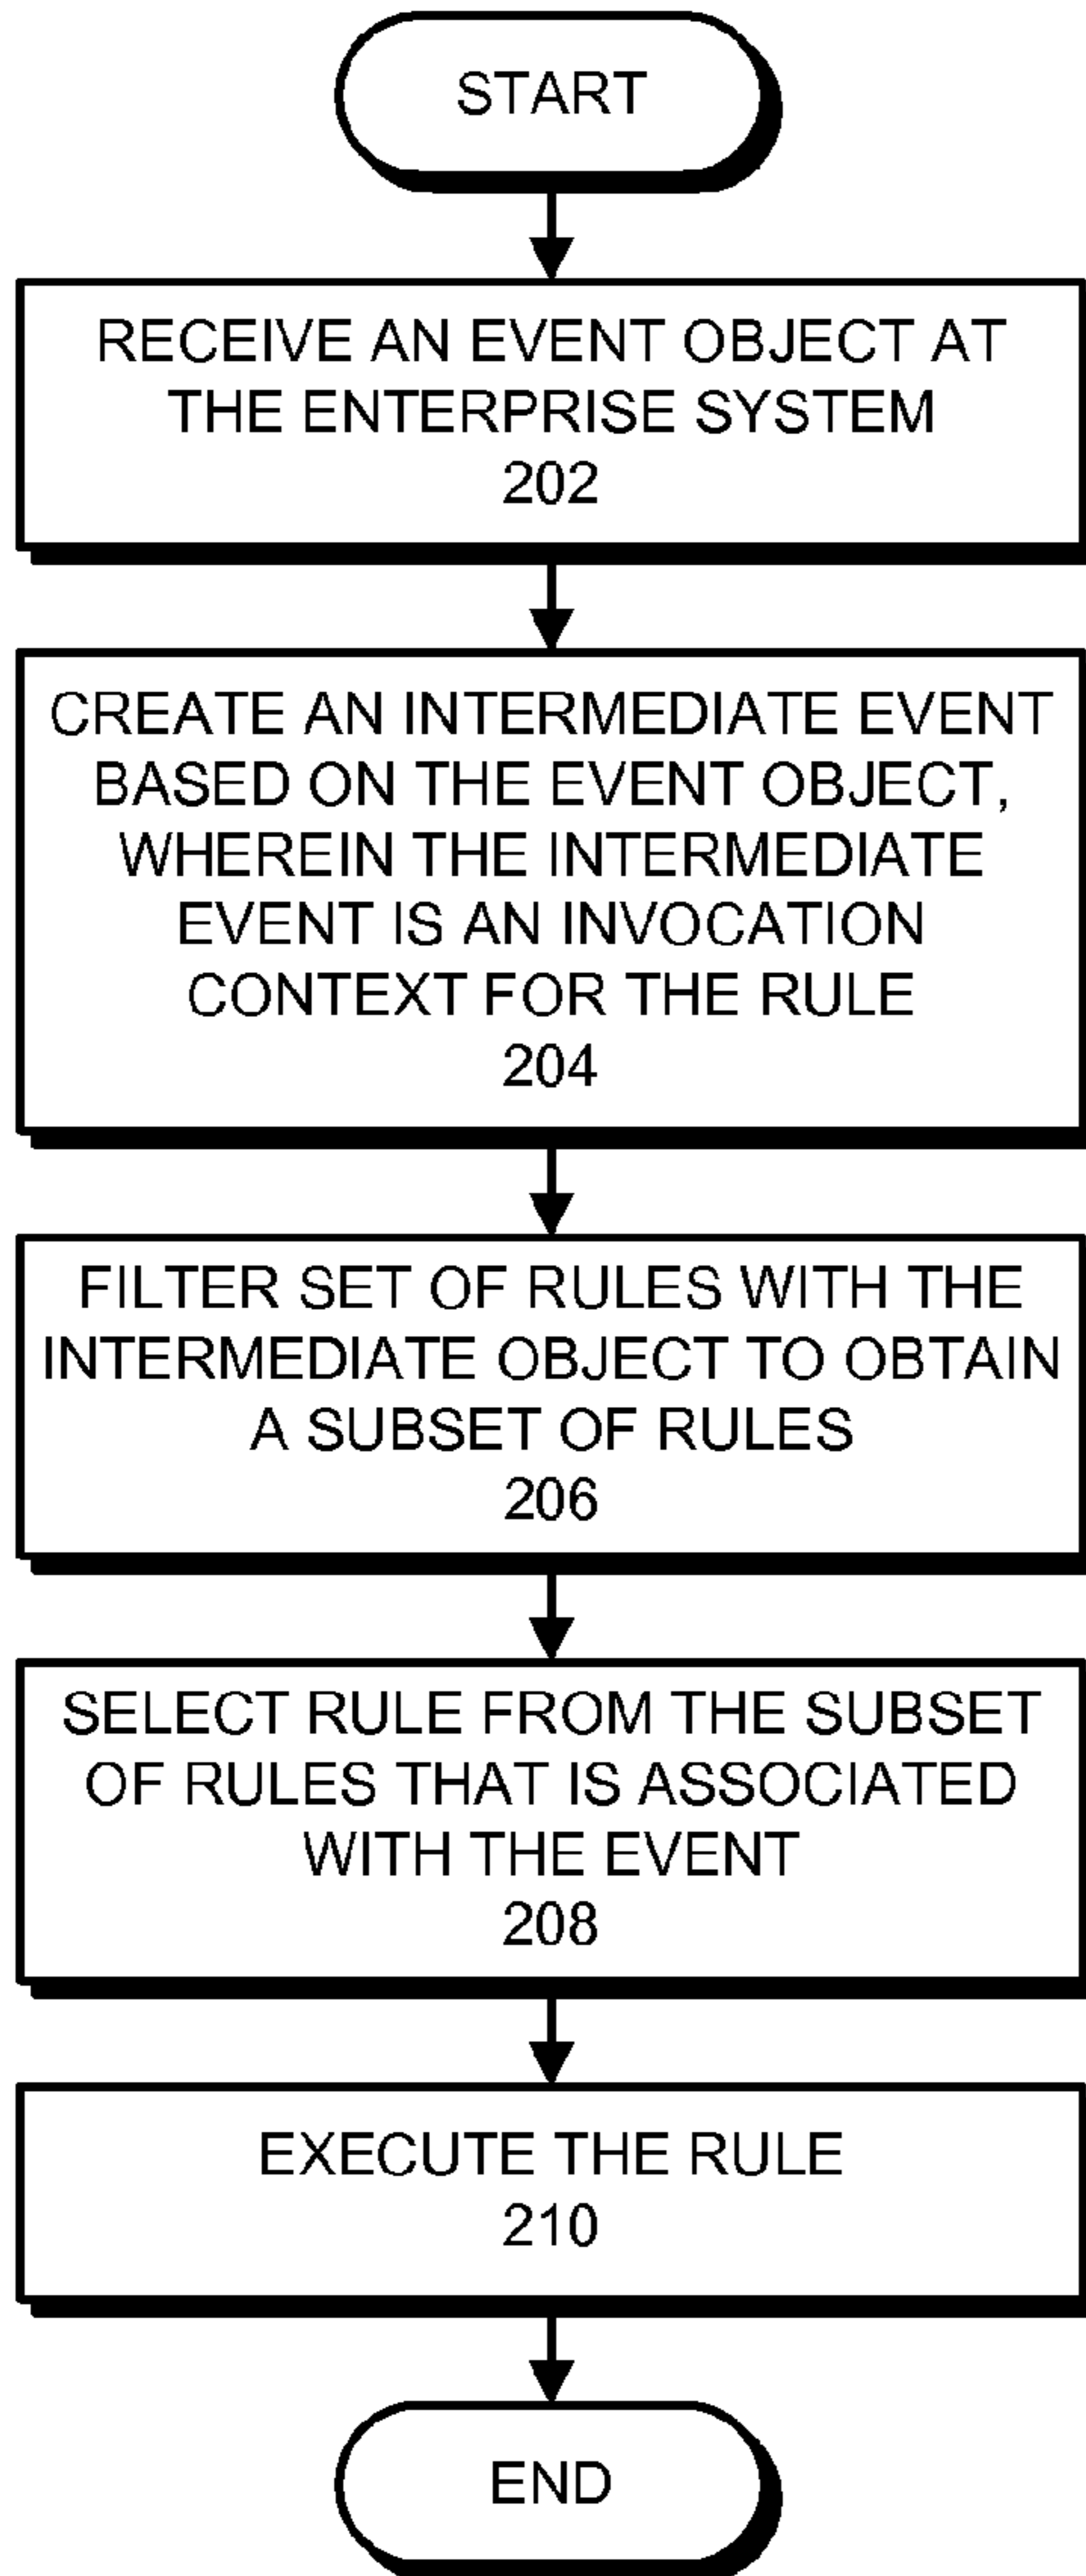 START
RECEIVE AN EVENT OBJECT AT
THE ENTERPRISE SYSTEM
202
CREATE AN INTERMEDIATE EVENT
BASED ON THE EVENT OBJECT,
WHEREIN THE INTERMEDIATE
EVENT IS AN INVOCATION
CONTEXT FOR THE RULE
204
FILTER SET OF RULES WITH THE
INTERMEDIATE OBJECT TO OBTAIN
A SUBSET OF RULES
206
SELECT RULE FROM THE SUBSET
OF RULES THAT IS ASSOCIATED
WITH THE EVENT
208
EXECUTE THE RULE
210
END